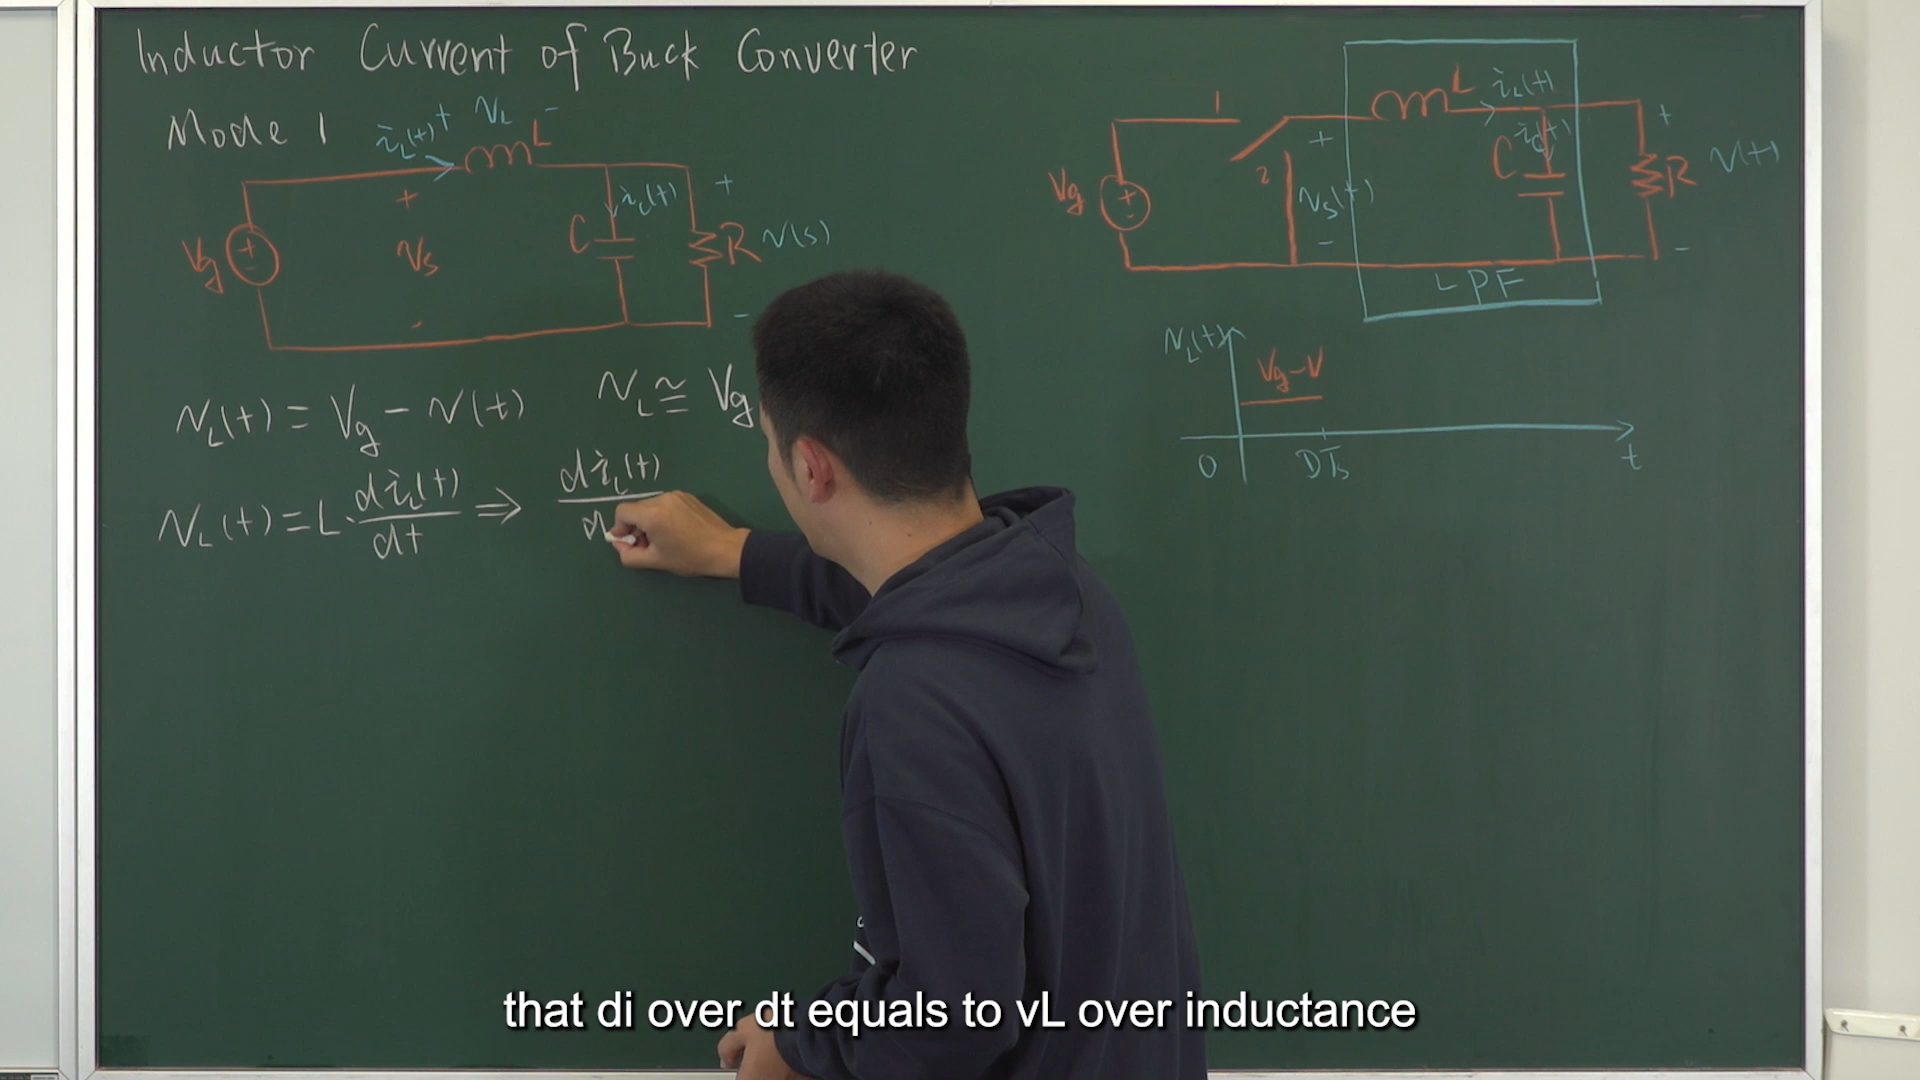 Inductor Current of Buck Converter
Mode 1
iL(t) + vL - L
+
Vg + - Vs C ic(t) + R v(s) -
vL(t) = Vg - v(t) vL ≅ Vg
vL(t) = L · diL(t)/dt ⇒ diL(t)/d
1 L iL(t)
Vg + - 2 + vs(t) - C ic(t) + R v(t) -
LPF
vL(t)
Vg-V
0 DTs t
that di over dt equals to vL over inductance